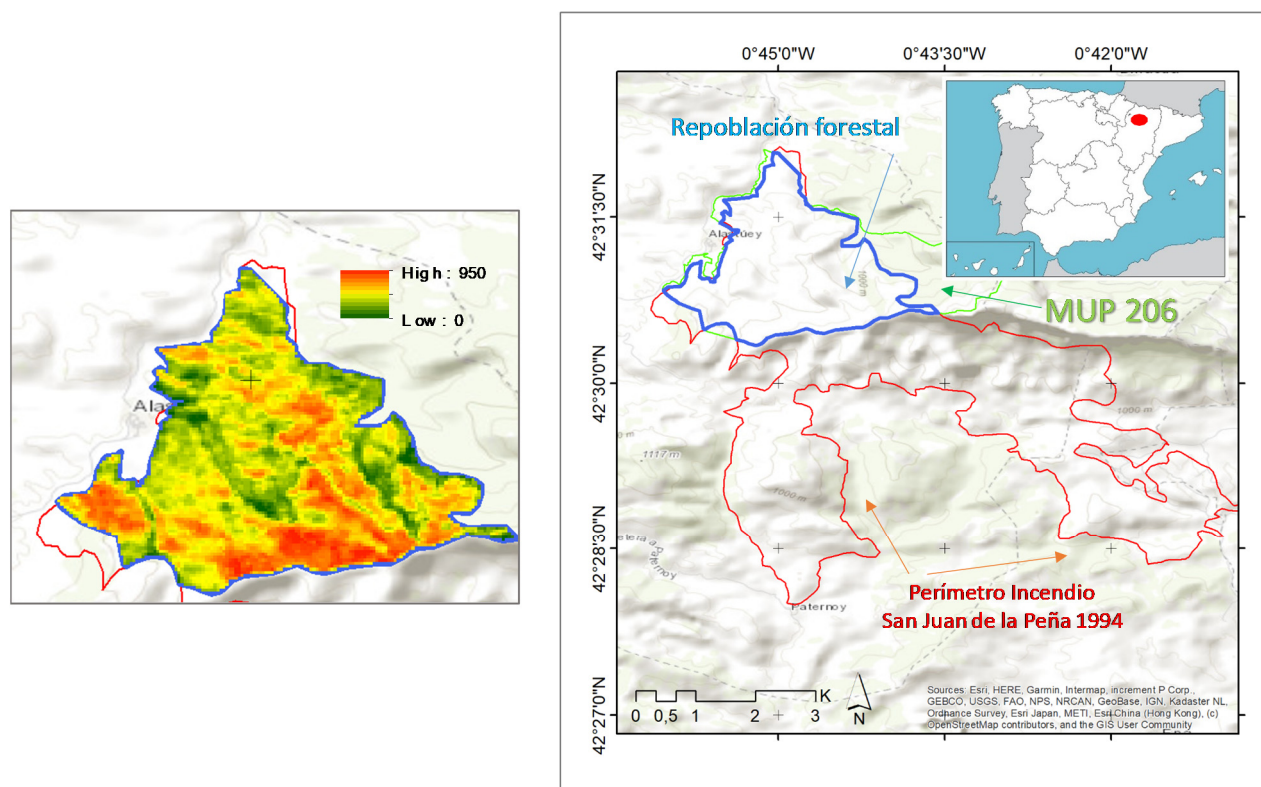 High : 950
Low : 0
0°45'0"W
0°43'30"W
0°42'0"W
42°31'30"N
42°30'0"N
42°28'30"N
42°27'0"N
Repoblación forestal
Alastúey
1000 m
MUP 206
1000 m
1117 m
1000 m
Paternoy
Perímetro Incendio
San Juan de la Peña 1994
K
0 0,5 1 2 3
N
Sources: Esri, HERE, Garmin, Intermap, increment P Corp.,
GEBCO, USGS, FAO, NPS, NRCAN, GeoBase, IGN, Kadaster NL,
Ordnance Survey, Esri Japan, METI, Esri China (Hong Kong), (c)
OpenStreetMap contributors, and the GIS User Community